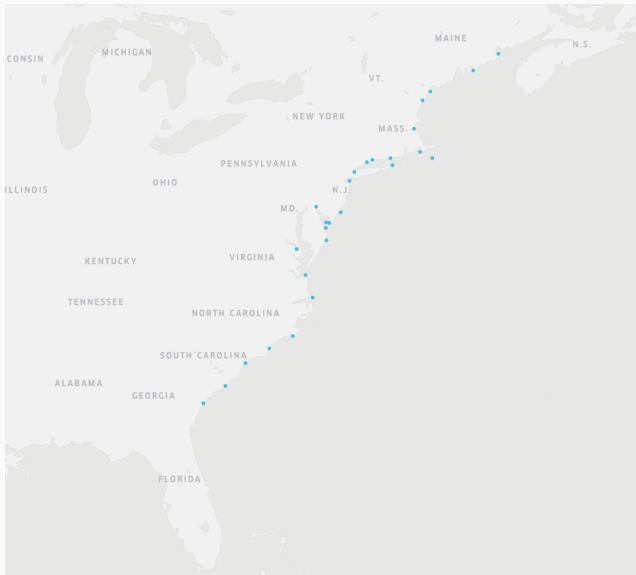 MAINE
N.S.
MICHIGAN
CONSIN
VT.
NEW YORK
MASS.
PENNSYLVANIA
OHIO
ILLINOIS
N.J.
MD.
VIRGINIA
KENTUCKY
TENNESSEE
NORTH CAROLINA
SOUTH CAROLINA
ALABAMA
GEORGIA
FLORIDA